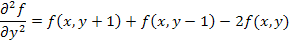 ∂²f/∂y² = f(x, y + 1) + f(x, y − 1) − 2f(x, y)